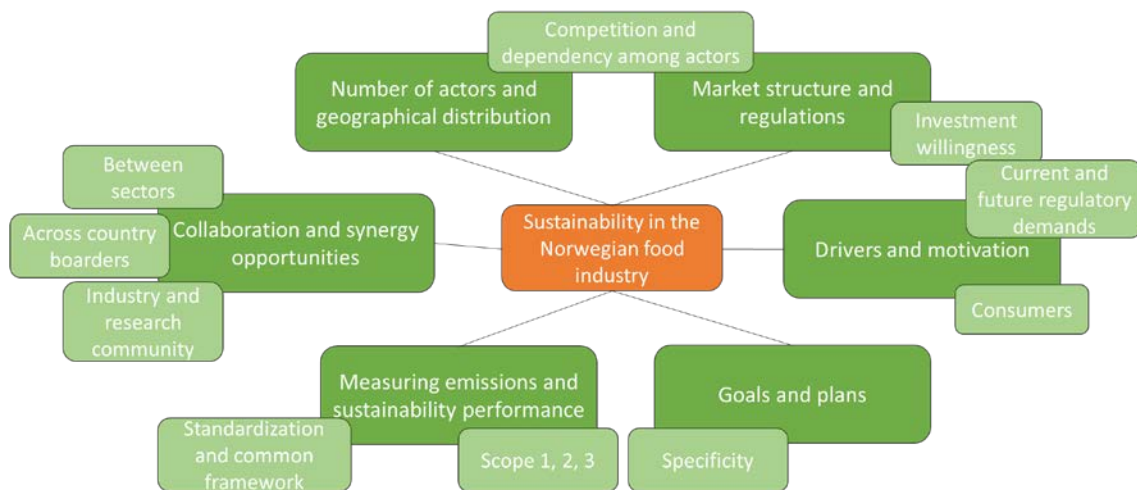 Competition and
dependency among actors
Number of actors and
geographical distribution
Market structure and
regulations
Investment
willingness
Between
sectors
Current and
future regulatory
demands
Across country
boarders
Collaboration and synergy
opportunities
Sustainability in the
Norwegian food
industry
Drivers and motivation
Industry and
research
community
Consumers
Measuring emissions and
sustainability performance
Goals and plans
Standardization
and common
framework
Scope 1, 2, 3
Specificity